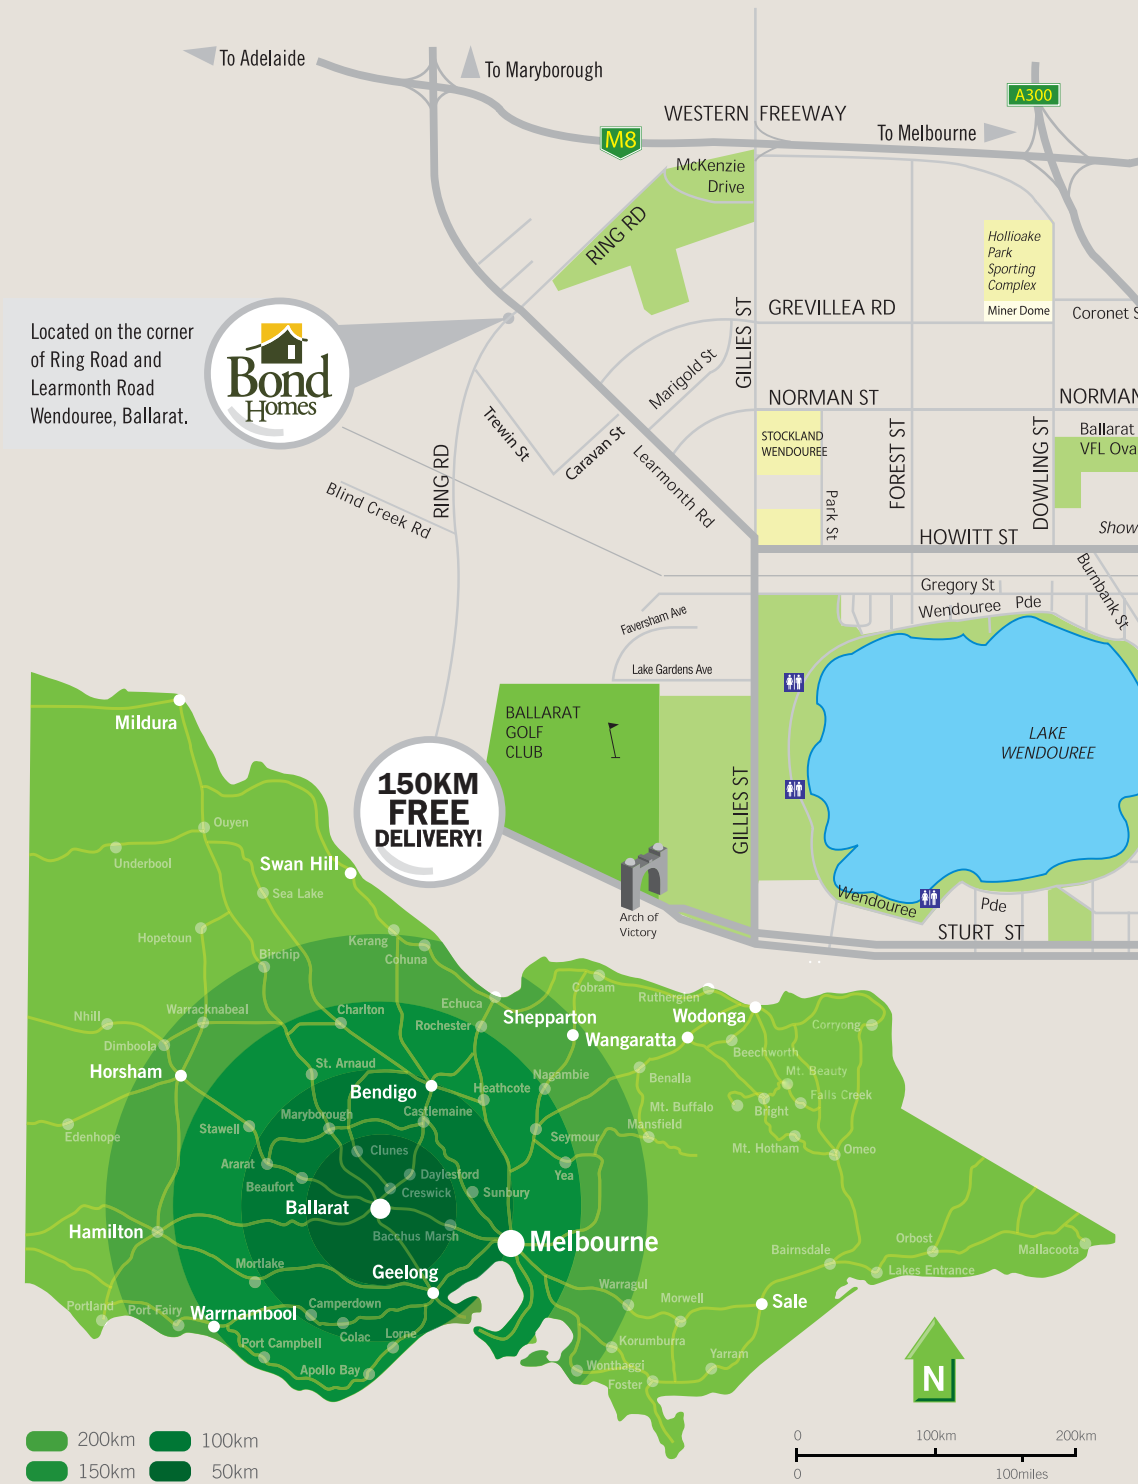 To Adelaide
To Maryborough
WESTERN FREEWAY
A300
M8
To Melbourne
McKenzie
Drive
RING RD
Hollioake
Park
Sporting
Complex
Miner Dome
Coronet S
GREVILLEA RD
GILLIES ST
Located on the corner
of Ring Road and
Learmonth Road
Wendouree, Ballarat.
Bond
Homes
Marigold St
NORMAN ST
NORMAN
Trewin St
Caravan St
Learmonth Rd
STOCKLAND
WENDOUREE
Park St
FOREST ST
DOWLING ST
Ballarat
VFL Ova
Show
RING RD
Blind Creek Rd
HOWITT ST
Gregory St
Burnbank St
Wendouree Pde
Faversham Ave
Lake Gardens Ave
BALLARAT
GOLF
CLUB
LAKE
WENDOUREE
GILLIES ST
150KM
FREE
DELIVERY!
Arch of
Victory
Wendouree
Pde
STURT ST
Mildura
Ouyen
Underbool
Swan Hill
Sea Lake
Hopetoun
Kerang
Cohuna
Birchip
Warracknabeal
Charlton
Echuca
Rochester
Nhill
Dimboola
Horsham
St. Arnaud
Bendigo
Heathcote
Shepparton
Cobram
Rutherglen
Wodonga
Wangaratta
Corryong
Beechworth
Nagambie
Benalla
Mt. Beauty
Mt. Buffalo
Bright
Falls Creek
Mansfield
Mt. Hotham
Omeo
Edenhope
Stawell
Maryborough
Castlemaine
Seymour
Yea
Clunes
Ararat
Beaufort
Daylesford
Creswick
Sunbury
Ballarat
Bacchus Marsh
Hamilton
Melbourne
Mortlake
Geelong
Bairnsdale
Orbost
Mallacoota
Lakes Entrance
Warragul
Morwell
Sale
Portland
Port Fairy
Warrnambool
Camperdown
Colac
Lorne
Port Campbell
Apollo Bay
Korumburra
Wonthaggi
Foster
Yarram
N
200km
100km
150km
50km
0 100km 200km
0 100miles